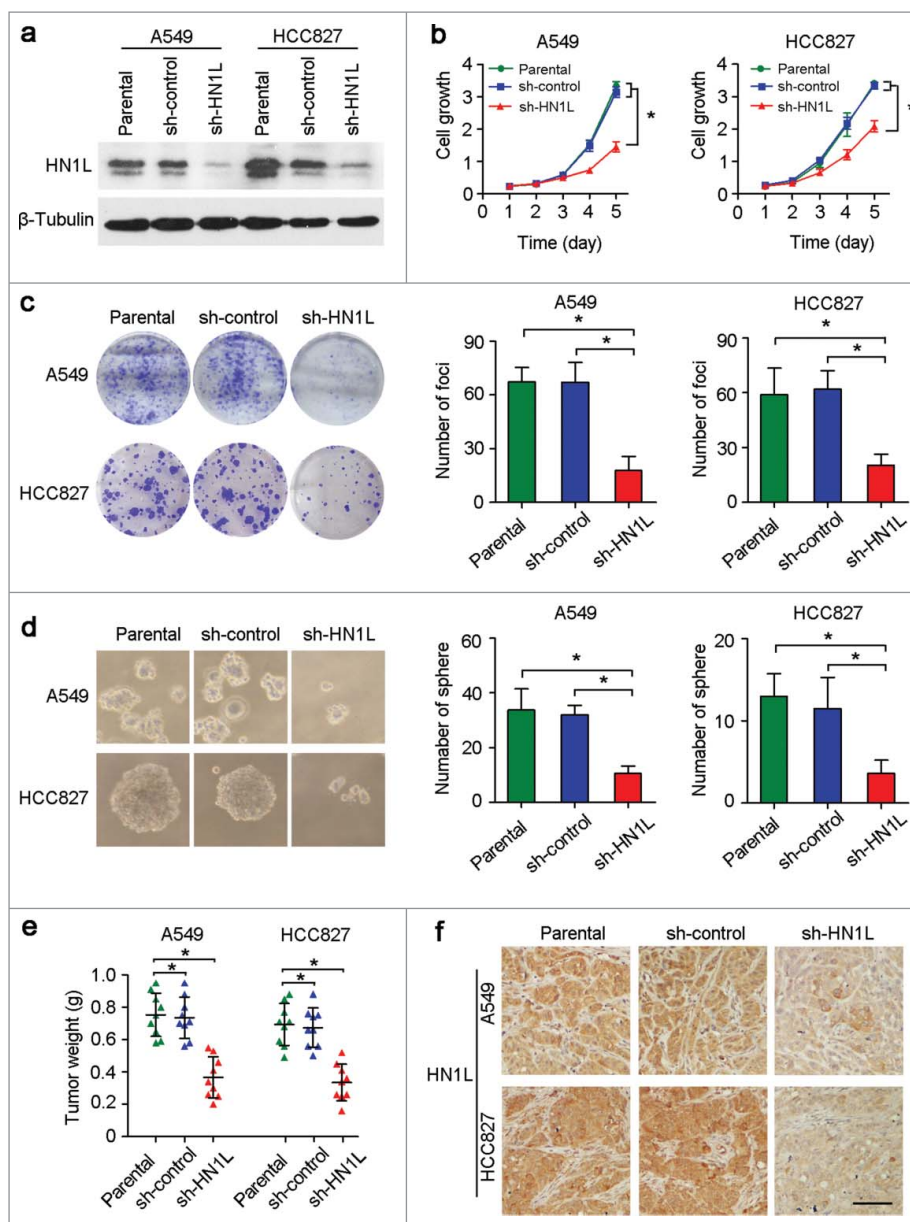 a
A549 HCC827
Parental sh-control sh-HN1L Parental sh-control sh-HN1L
HN1L
β-Tubulin
b
A549
Parental
sh-control
sh-HN1L
Cell growth
4
3
2
1
0
*
0 1 2 3 4 5
Time (day)
HCC827
Parental
sh-control
sh-HN1L
Cell growth
4
3
2
1
0
*
0 1 2 3 4 5
Time (day)
c
Parental sh-control sh-HN1L
A549
HCC827
A549
Number of foci
90
60
30
0
*
*
Parental sh-control sh-HN1L
HCC827
Number of foci
90
60
30
0
*
*
Parental sh-control sh-HN1L
d
Parental sh-control sh-HN1L
A549
HCC827
A549
Number of sphere
60
40
20
0
*
*
Parental sh-control sh-HN1L
HCC827
Numaber of sphere
20
15
10
5
0
*
*
Parental sh-control sh-HN1L
e
A549 HCC827
Tumor weight (g)
1.0
0.8
0.6
0.4
0.2
0
*
*
*
*
Parental sh-control sh-HN1L Parental sh-control sh-HN1L
f
Parental sh-control sh-HN1L
HN1L
A549
HCC827